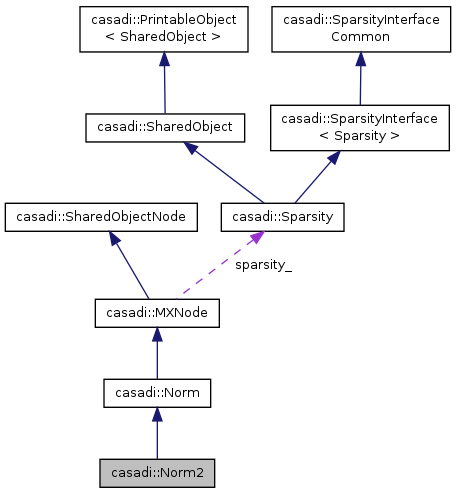 casadi::PrintableObject
< SharedObject >
casadi::SparsityInterface
Common
casadi::SharedObject
casadi::SparsityInterface
< Sparsity >
casadi::SharedObjectNode
casadi::Sparsity
sparsity_
casadi::MXNode
casadi::Norm
casadi::Norm2